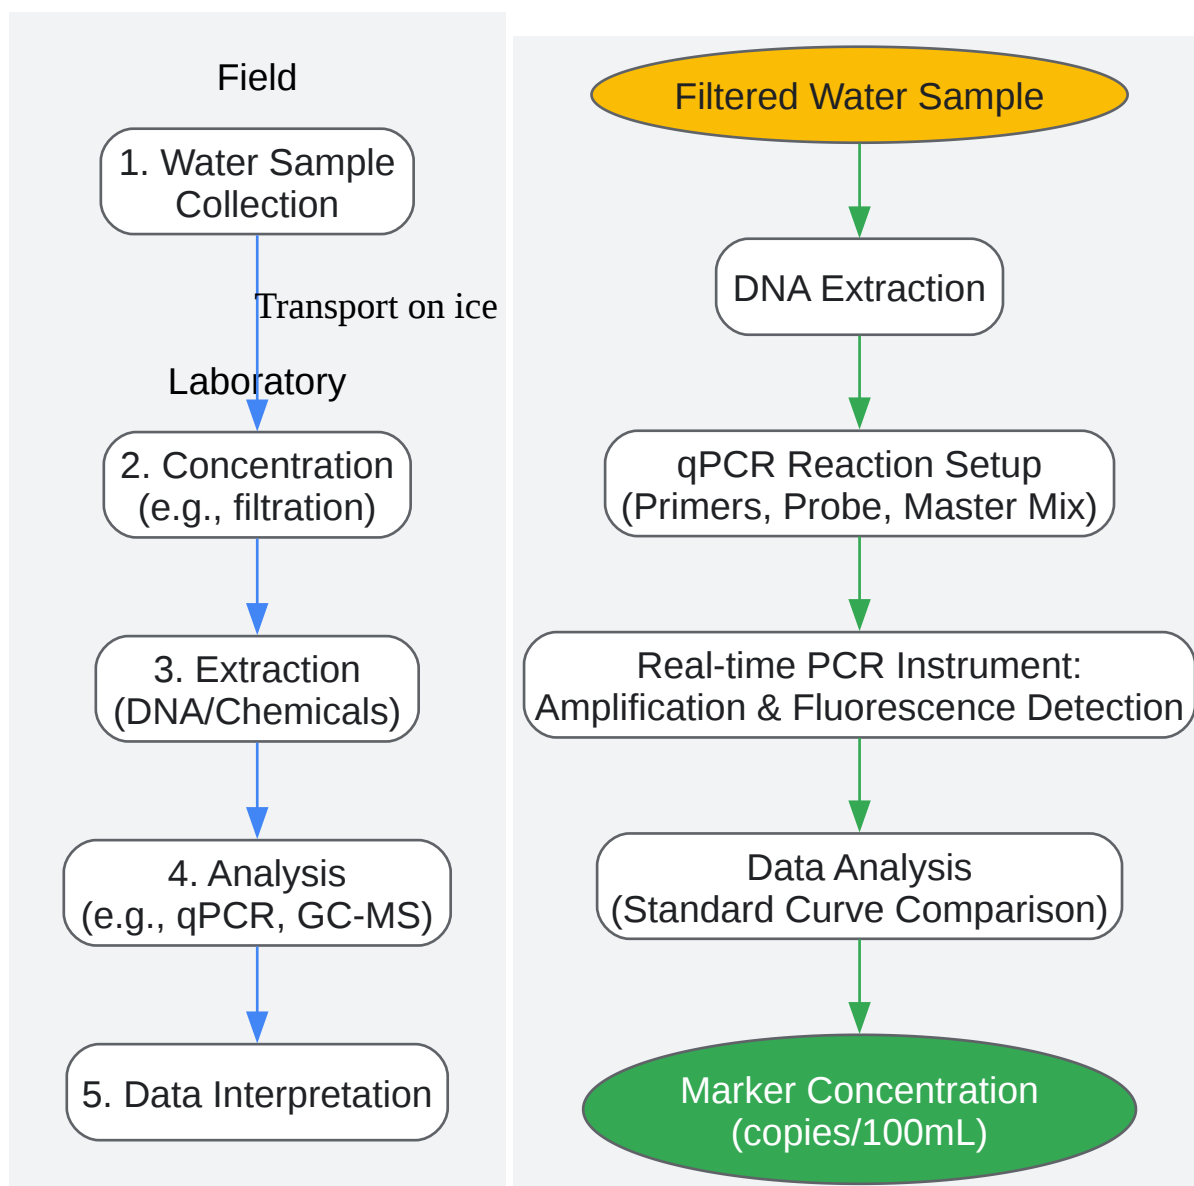 Field
1. Water Sample
Collection
Transport on ice
Laboratory
2. Concentration
(e.g., filtration)
3. Extraction
(DNA/Chemicals)
4. Analysis
(e.g., qPCR, GC-MS)
5. Data Interpretation
Filtered Water Sample
DNA Extraction
qPCR Reaction Setup
(Primers, Probe, Master Mix)
Real-time PCR Instrument:
Amplification & Fluorescence Detection
Data Analysis
(Standard Curve Comparison)
Marker Concentration
(copies/100mL)